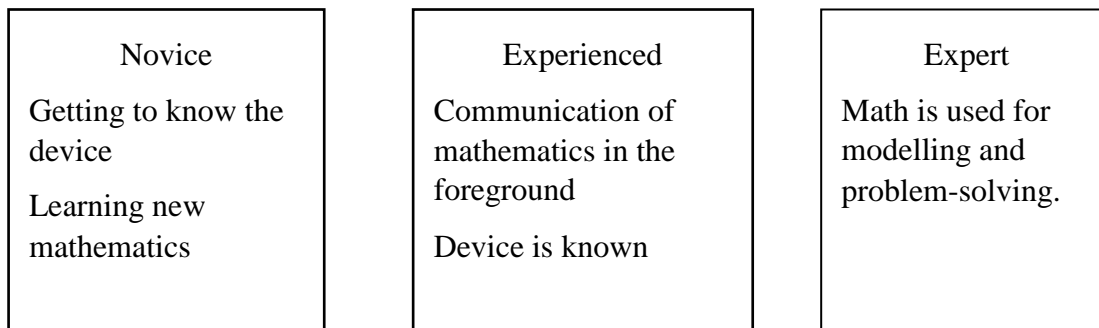 Novice
Getting to know the
device
Learning new
mathematics
Experienced
Communication of
mathematics in the
foreground
Device is known
Expert
Math is used for
modelling and
problem-solving.